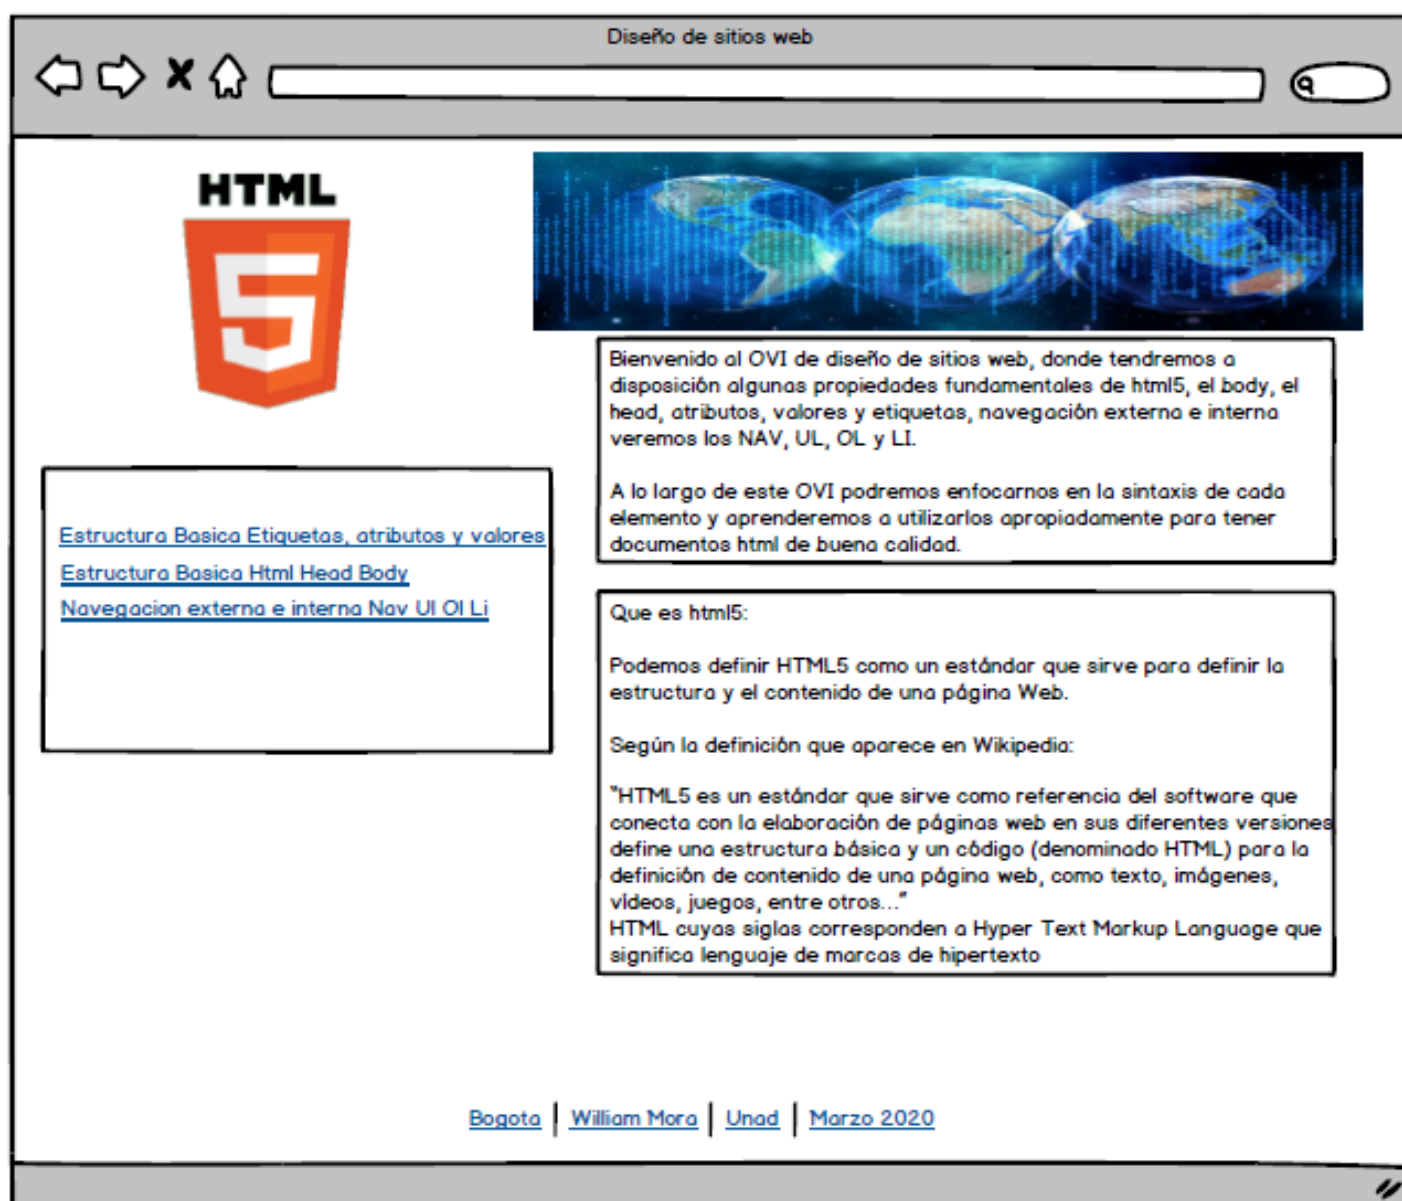 Diseño de sitios web
HTML
5
Bienvenido al OVI de diseño de sitios web, donde tendremos a
disposición algunas propiedades fundamentales de html5, el body, el
head, atributos, valores y etiquetas, navegación externa e interna
veremos los NAV, UL, OL y LI.
A lo largo de este OVI podremos enfocarnos en la sintaxis de cada
elemento y aprenderemos a utilizarlos apropiadamente para tener
documentos html de buena calidad.
Estructura Basica Etiquetas, atributos y valores
Estructura Basica Html Head Body
Navegacion externa e interna Nav Ul Ol Li
Que es html5:
Podemos definir HTML5 como un estándar que sirve para definir la
estructura y el contenido de una página Web.
Según la definición que aparece en Wikipedia:
"HTML5 es un estándar que sirve como referencia del software que
conecta con la elaboración de páginas web en sus diferentes versiones
define una estructura básica y un código (denominado HTML) para la
definición de contenido de una página web, como texto, imágenes,
vídeos, juegos, entre otros..."
HTML cuyas siglas corresponden a Hyper Text Markup Language que
significa lenguaje de marcas de hipertexto
Bogota | William Mora | Unad | Marzo 2020